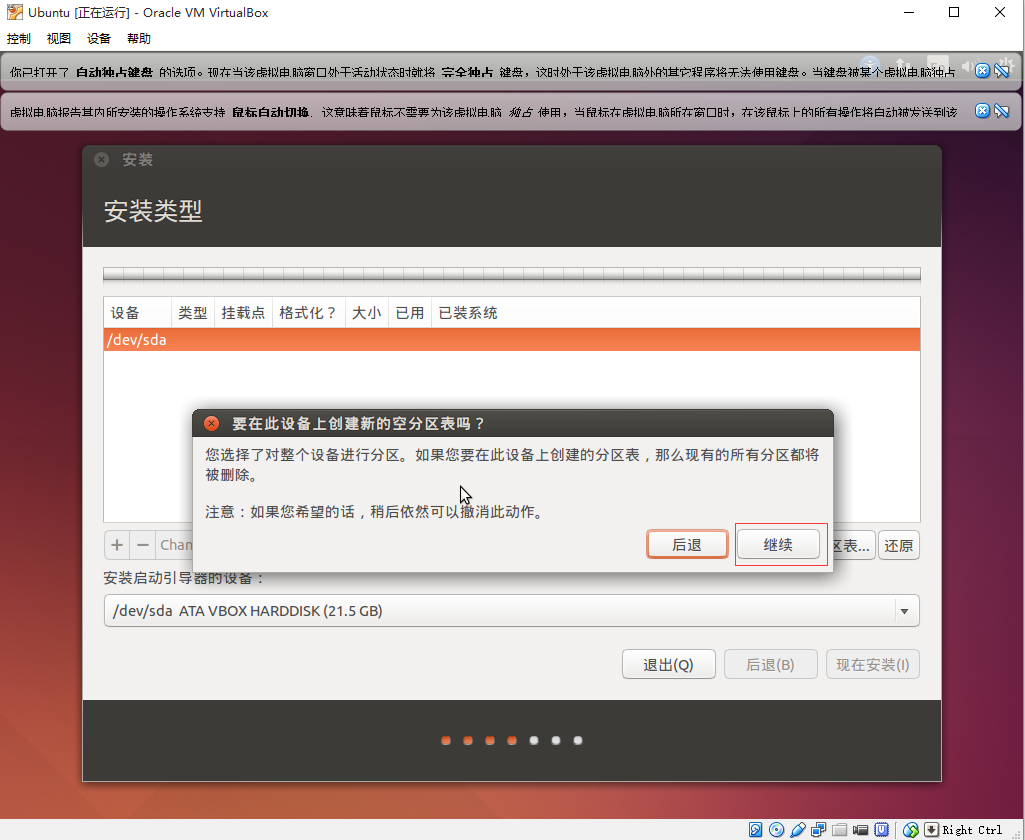 Ubuntu [正在运行] - Oracle VM VirtualBox
控制 视图 设备 帮助
你已打开了 自动独占键盘 的选项。现在当该虚拟电脑窗口处于活动状态时就将 完全独占 键盘，这时处于该虚拟电脑外的其它程序将无法使用键盘。当键盘被某个虚拟电脑独占
虚拟电脑报告其内所安装的操作系统支持 鼠标自动切换. 这意味着鼠标不需要为该虚拟电脑 独占 使用，当鼠标在虚拟电脑所在窗口时，在该鼠标上的所有操作将自动被发送到该
安装
安装类型
设备 类型 挂载点 格式化？ 大小 已用 已装系统
/dev/sda
要在此设备上创建新的空分区表吗？
您选择了对整个设备进行分区。如果您要在此设备上创建的分区表，那么现有的所有分区都将
被删除。
注意：如果您希望的话，稍后依然可以撤消此动作。
后退 继续
+ − Chan 区表... 还原
安装启动引导器的设备：
/dev/sda ATA VBOX HARDDISK (21.5 GB)
退出(Q) 后退(B) 现在安装(I)
Right Ctrl